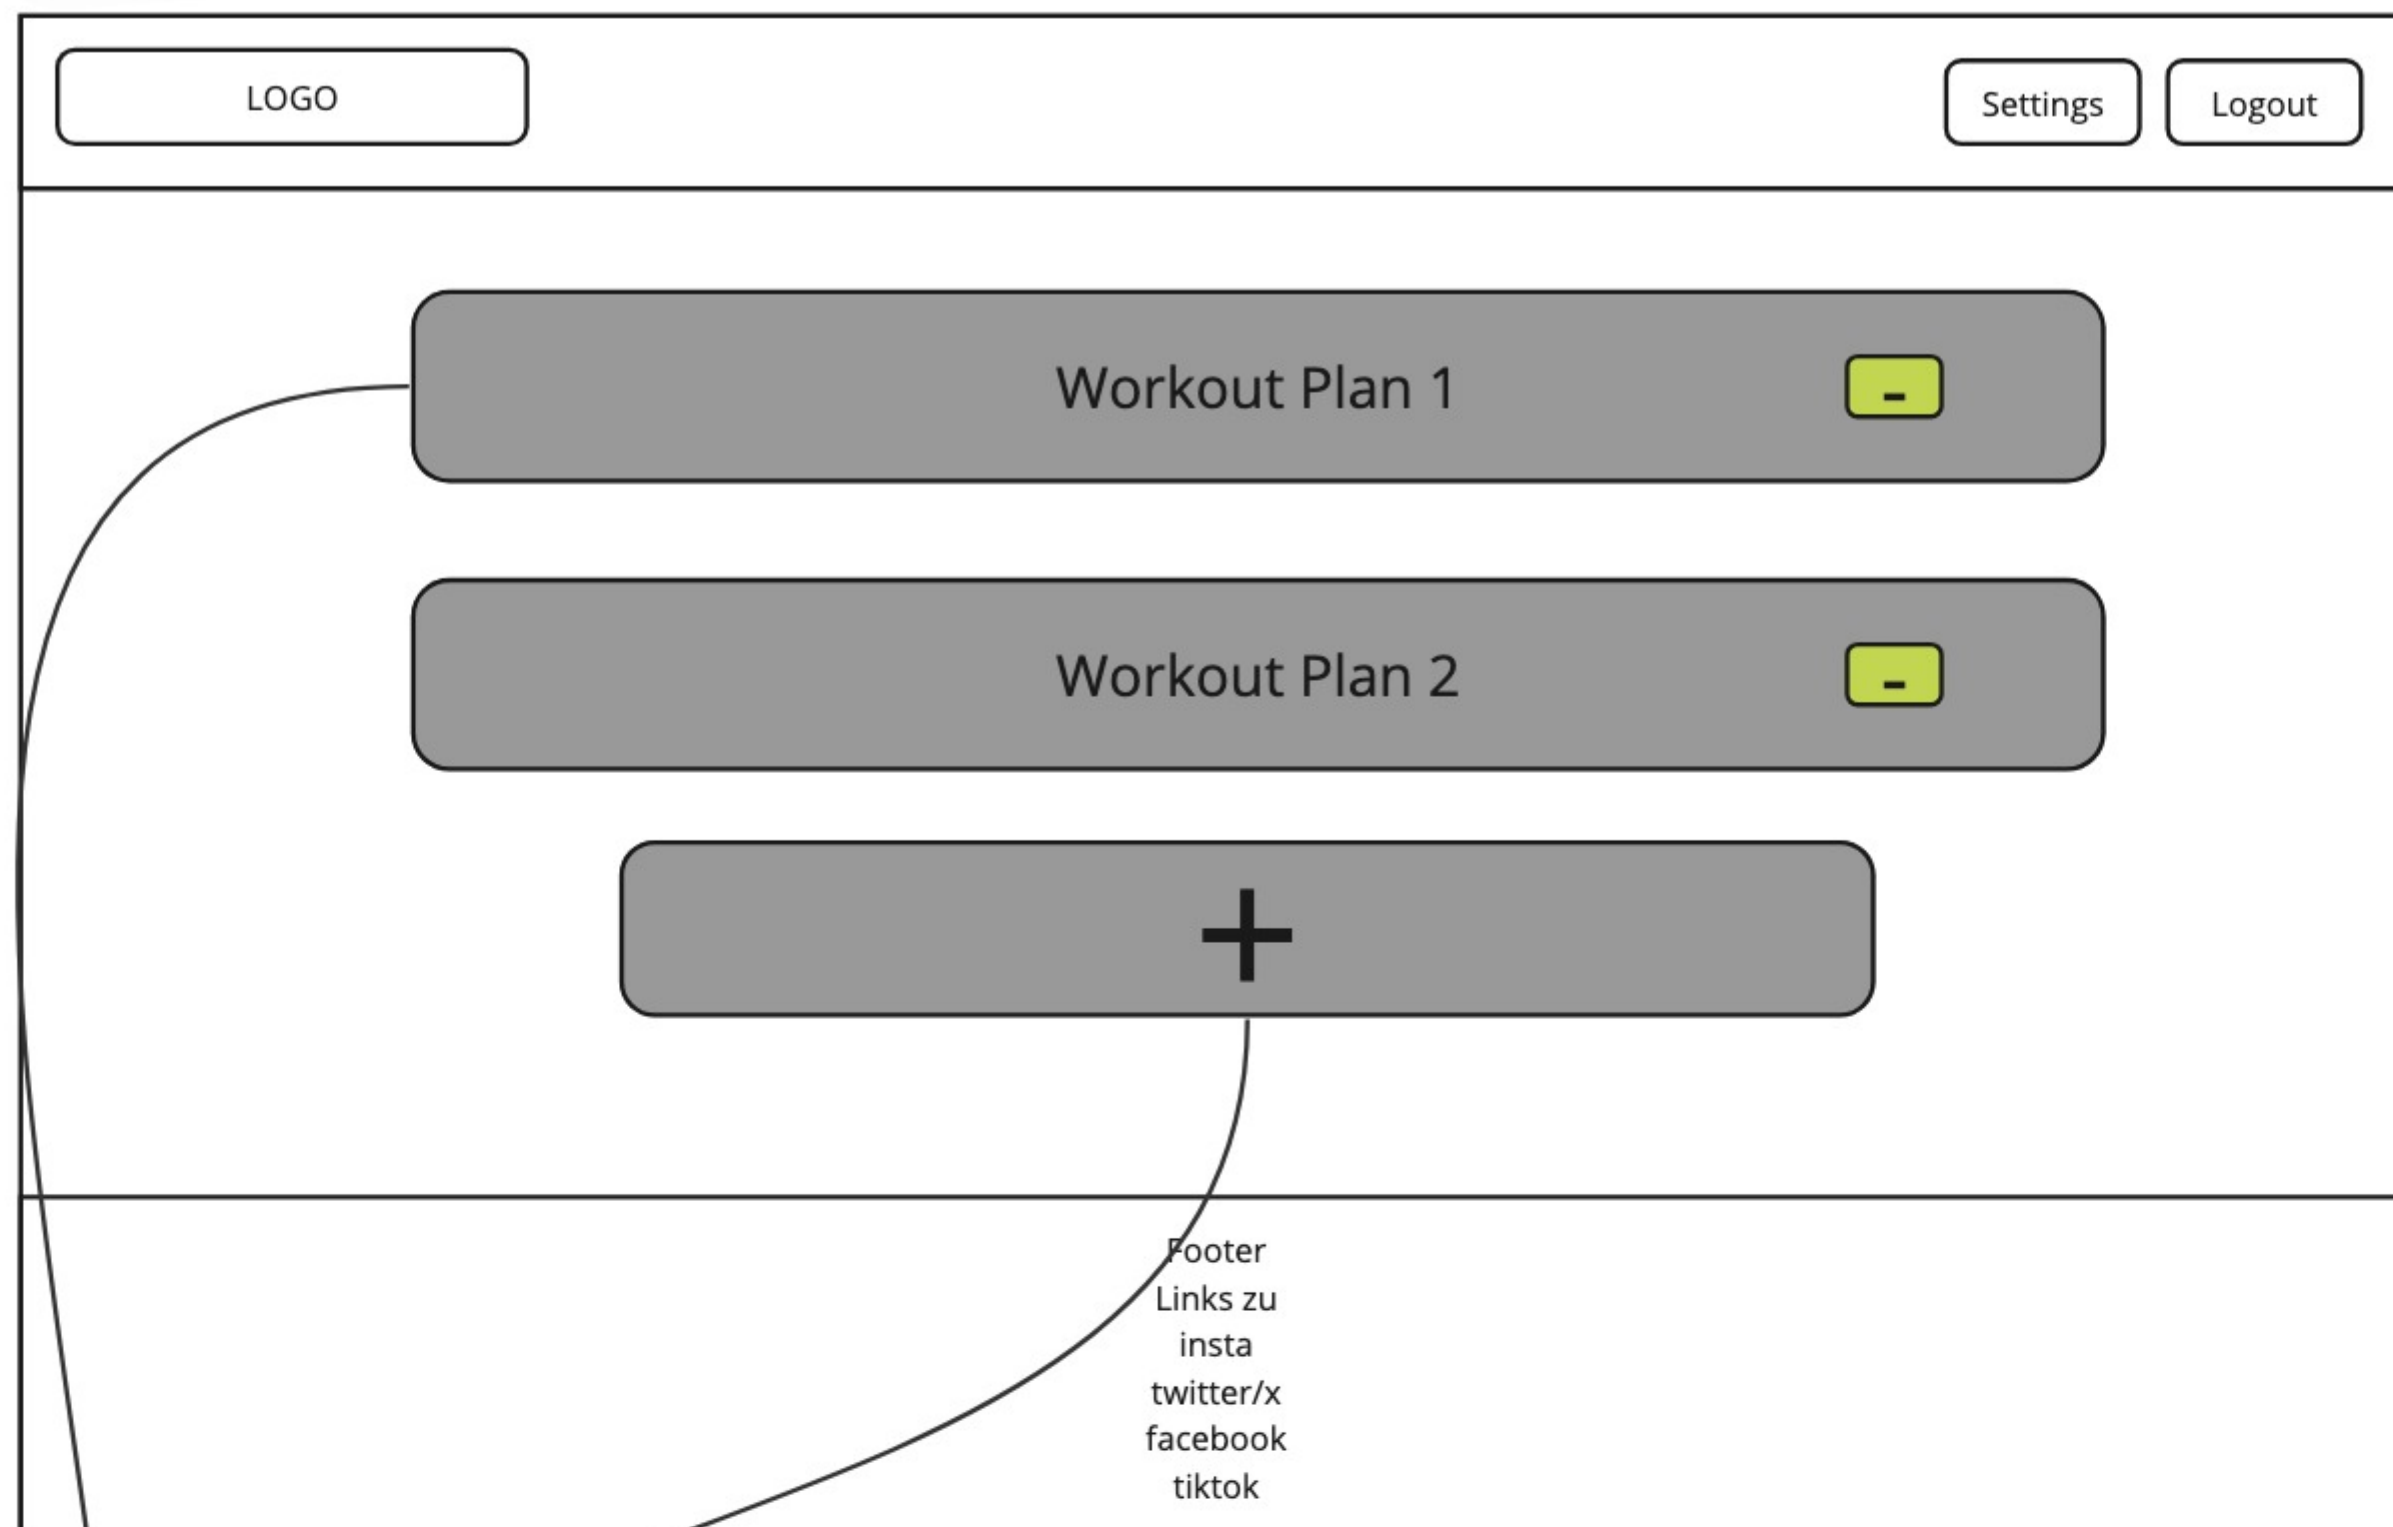 LOGO
Settings
Logout
Workout Plan 1
-
Workout Plan 2
-
+
Footer
Links zu
insta
twitter/x
facebook
tiktok